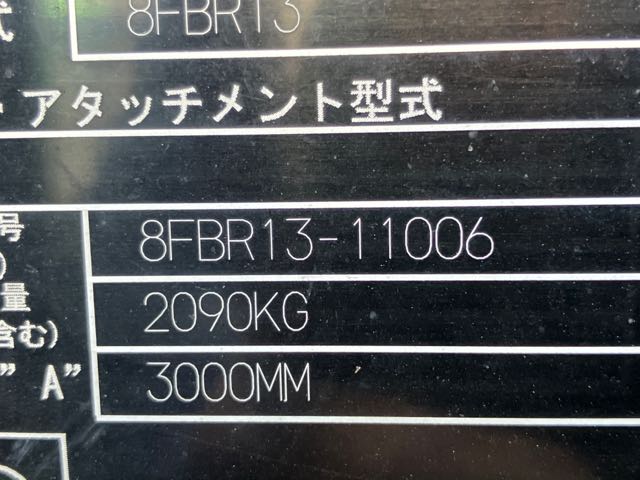 式 8FBR13
アタッチメント型式
号 8FBR13-11006
)
量 2090KG
含む)
" A" 3000MM